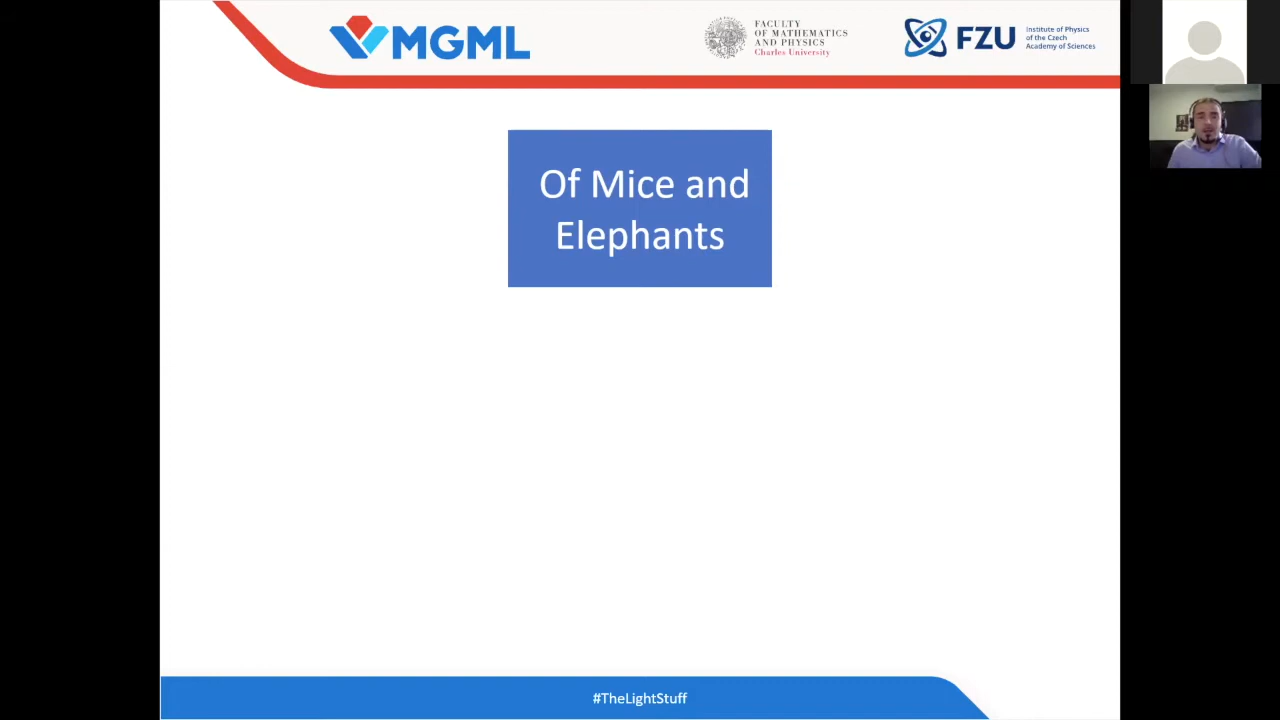 MGML
FACULTY
OF MATHEMATICS
AND PHYSICS
Charles University
FZU
Institute of Physics
of the Czech
Academy of Sciences
Of Mice and
Elephants
#TheLightStuff